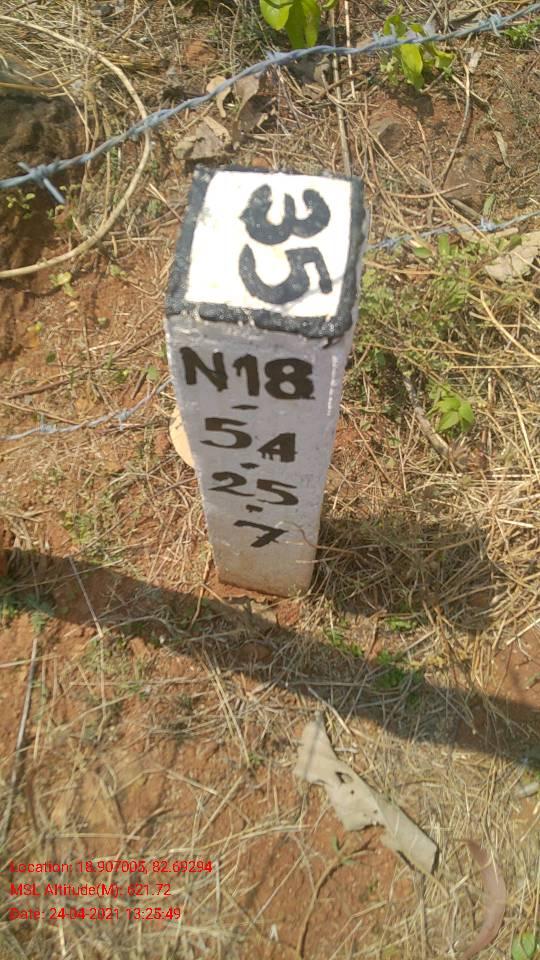 35
N18
-
54
-
25
.
7
Location: 18.907005, 82.69294
MSL Altitude(M): 621.72
Date: 24-04-2021 13:25:49